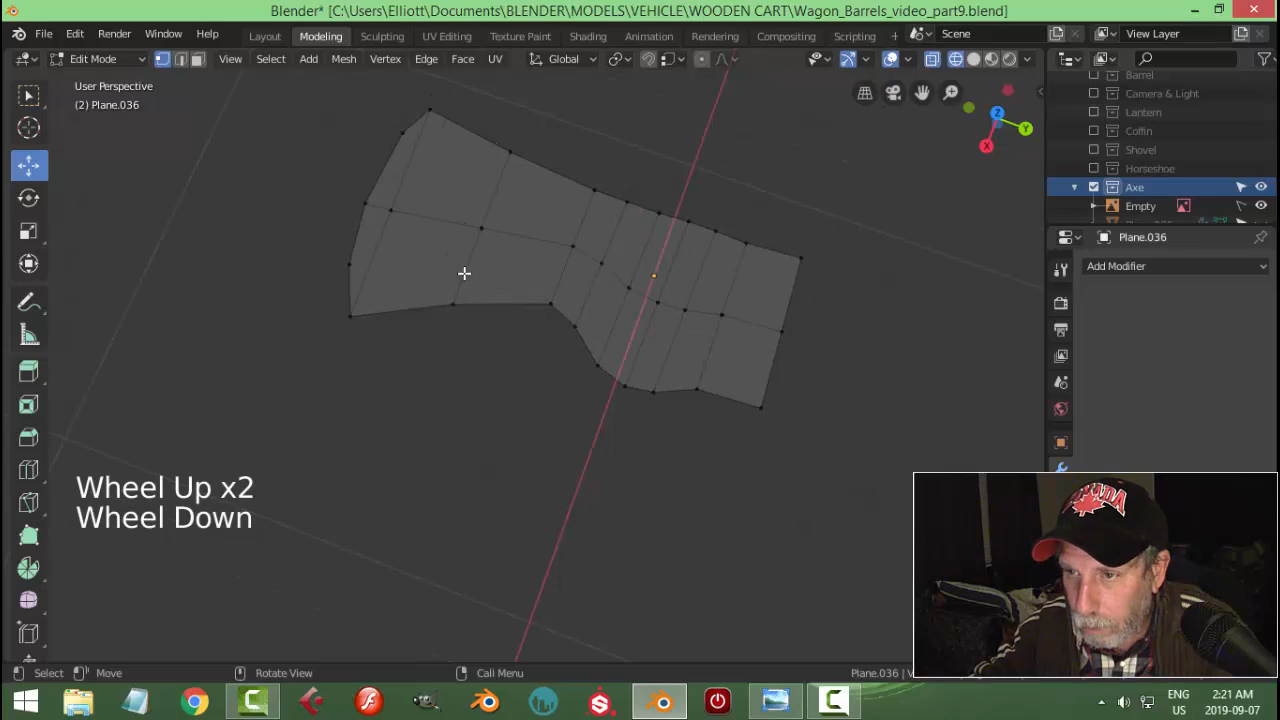 Blender* [C:\Users\Elliott\Documents\BLENDER\MODELS\VEHICLE\WOODEN CART\Wagon_Barrels_video_part9.blend]
File Edit Render Window Help Layout Modeling Sculpting UV Editing Texture Paint Shading Animation Rendering Compositing Scripting + Scene View Layer
Edit Mode View Select Add Mesh Vertex Edge Face UV Global
User Perspective
(2) Plane.036
Z
Y
X
Barrel
Camera & Light
Lantern
Coffin
Shovel
Horseshoe
Axe
Empty
Plane.036
Add Modifier
Wheel Up x2
Wheel Down
CANADA
Select Move Rotate View Call Menu Plane.036 | V
ENG 2:21 AM
US 2019-09-07